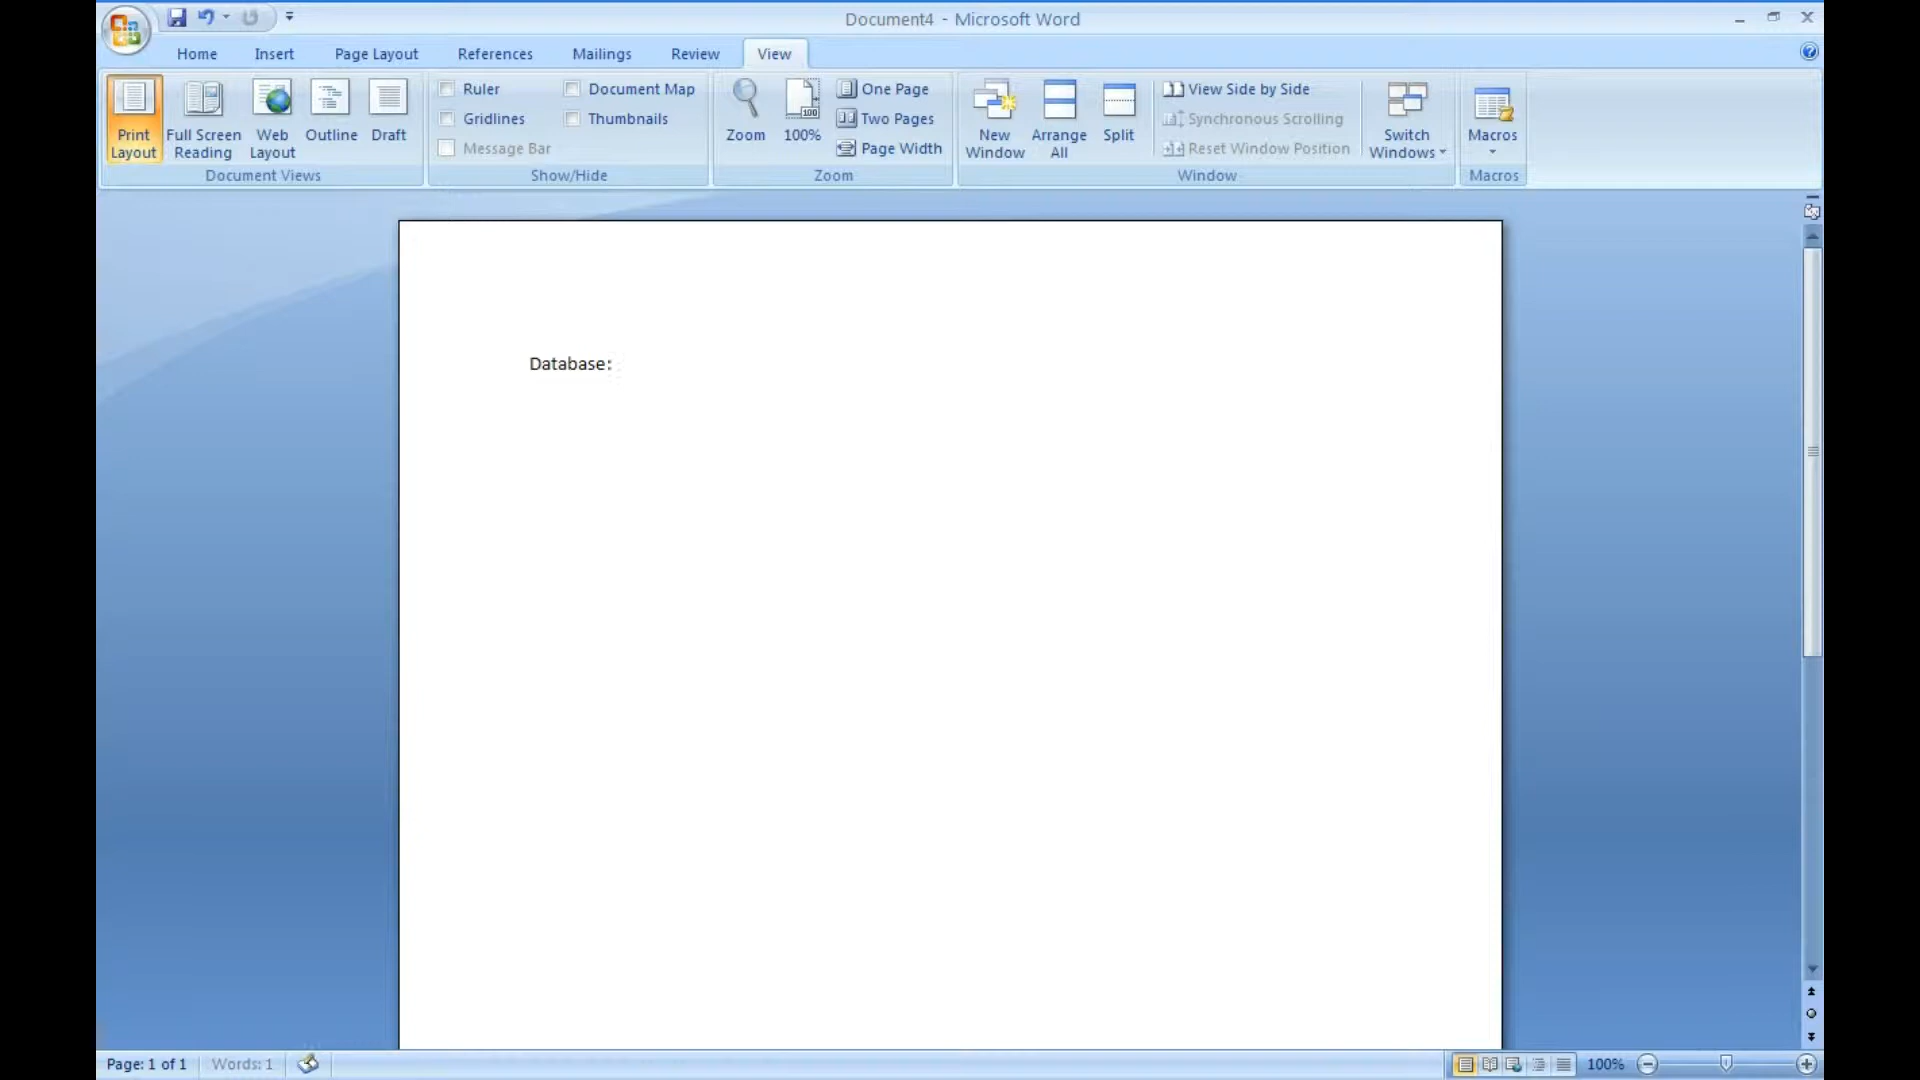 Document4 - Microsoft Word
Home Insert Page Layout References Mailings Review View
Print Layout
Full Screen Reading
Web Layout
Outline
Draft
Document Views
Ruler
Gridlines
Message Bar
Document Map
Thumbnails
Show/Hide
Zoom
100
100%
One Page
Two Pages
Page Width
Zoom
New Window
Arrange All
Split
View Side by Side
Synchronous Scrolling
Reset Window Position
Switch Windows
Window
Macros
Macros
Database:
Page: 1 of 1 Words: 1 100%